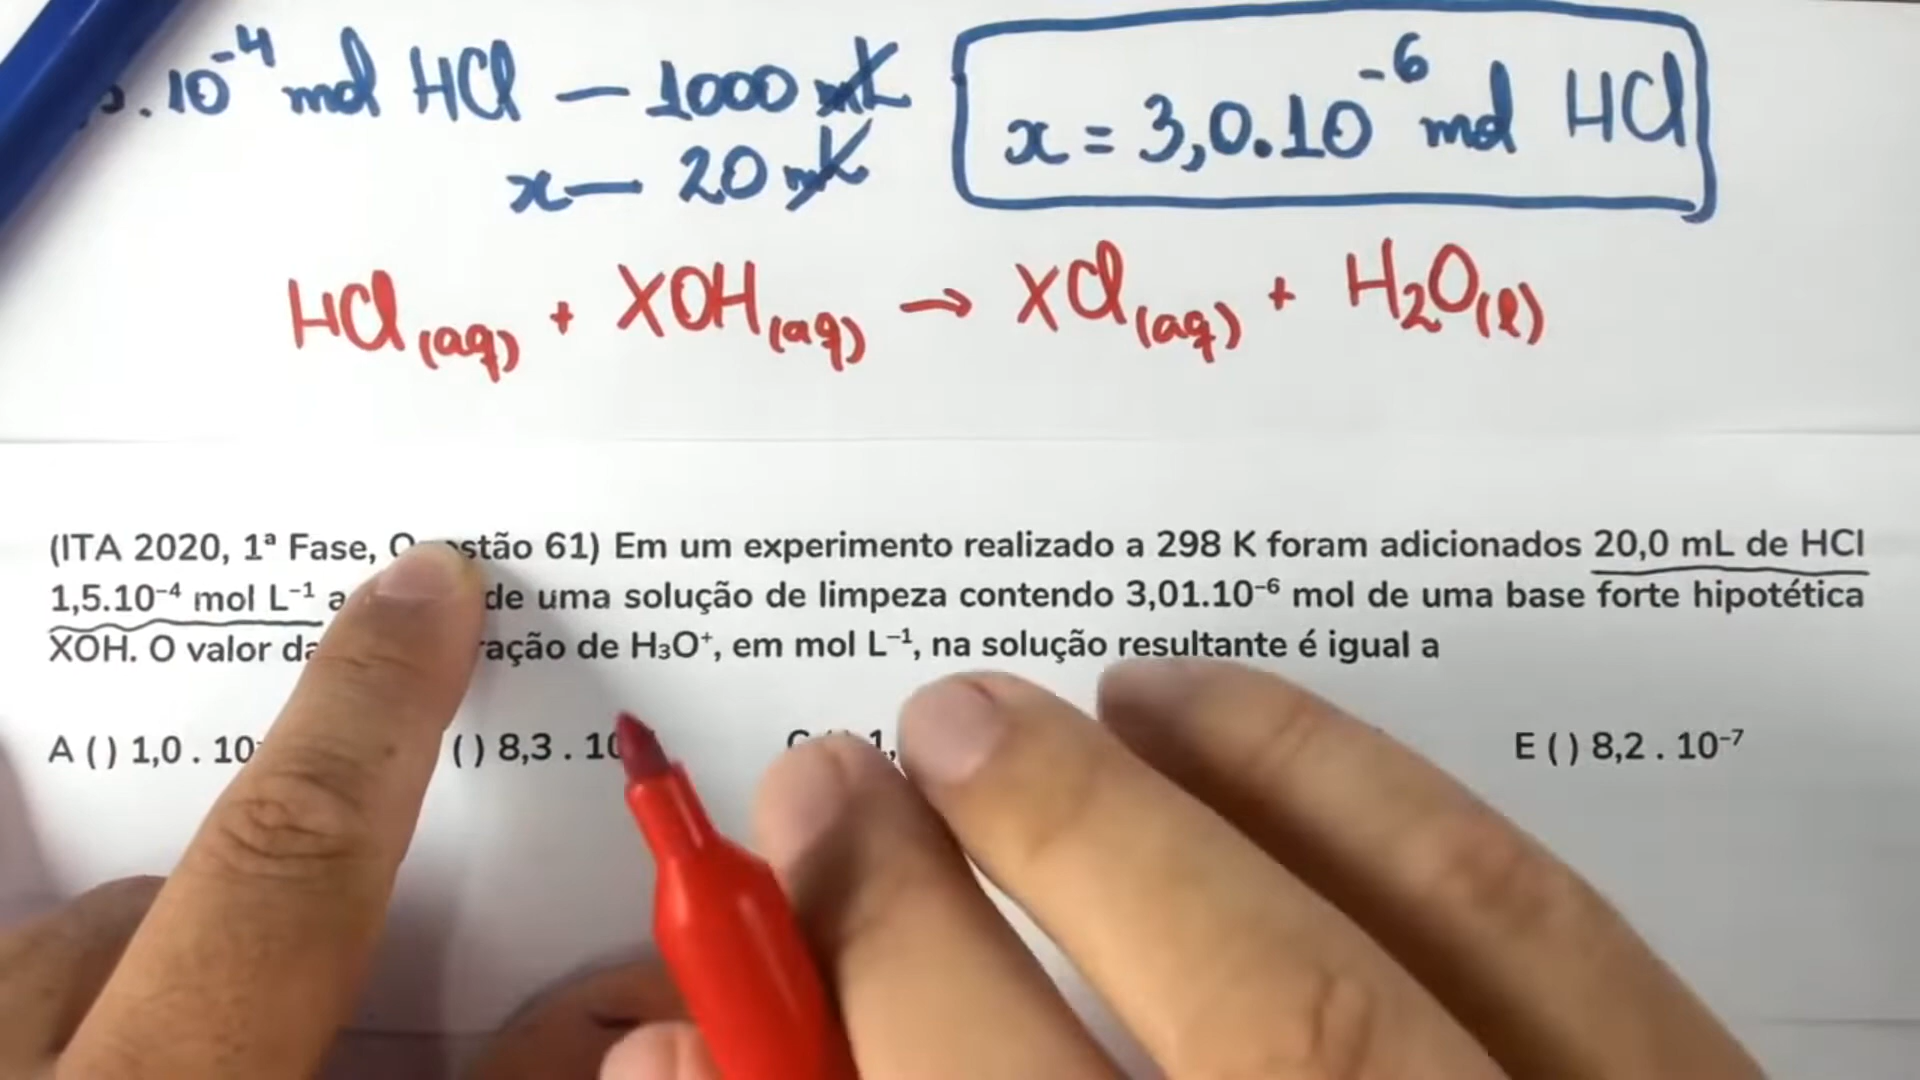 . 10⁻⁴ mol HCl — 1000 mL
x — 20 mL
x = 3,0.10⁻⁶ mol HCl
HCl(aq) + XOH(aq) → XCl(aq) + H₂O(l)
(ITA 2020, 1ª Fase, 61) Em um experimento realizado a 298 K foram adicionados 20,0 mL de HCl
1,5.10⁻⁴ mol L⁻¹ de uma solução de limpeza contendo 3,01.10⁻⁶ mol de uma base forte hipotética
XOH. O valor de H₃O⁺, em mol L⁻¹, na solução resultante é igual a
A ( ) 1,0 . 10 ( ) 8,3 . 10 E ( ) 8,2 . 10⁻⁷